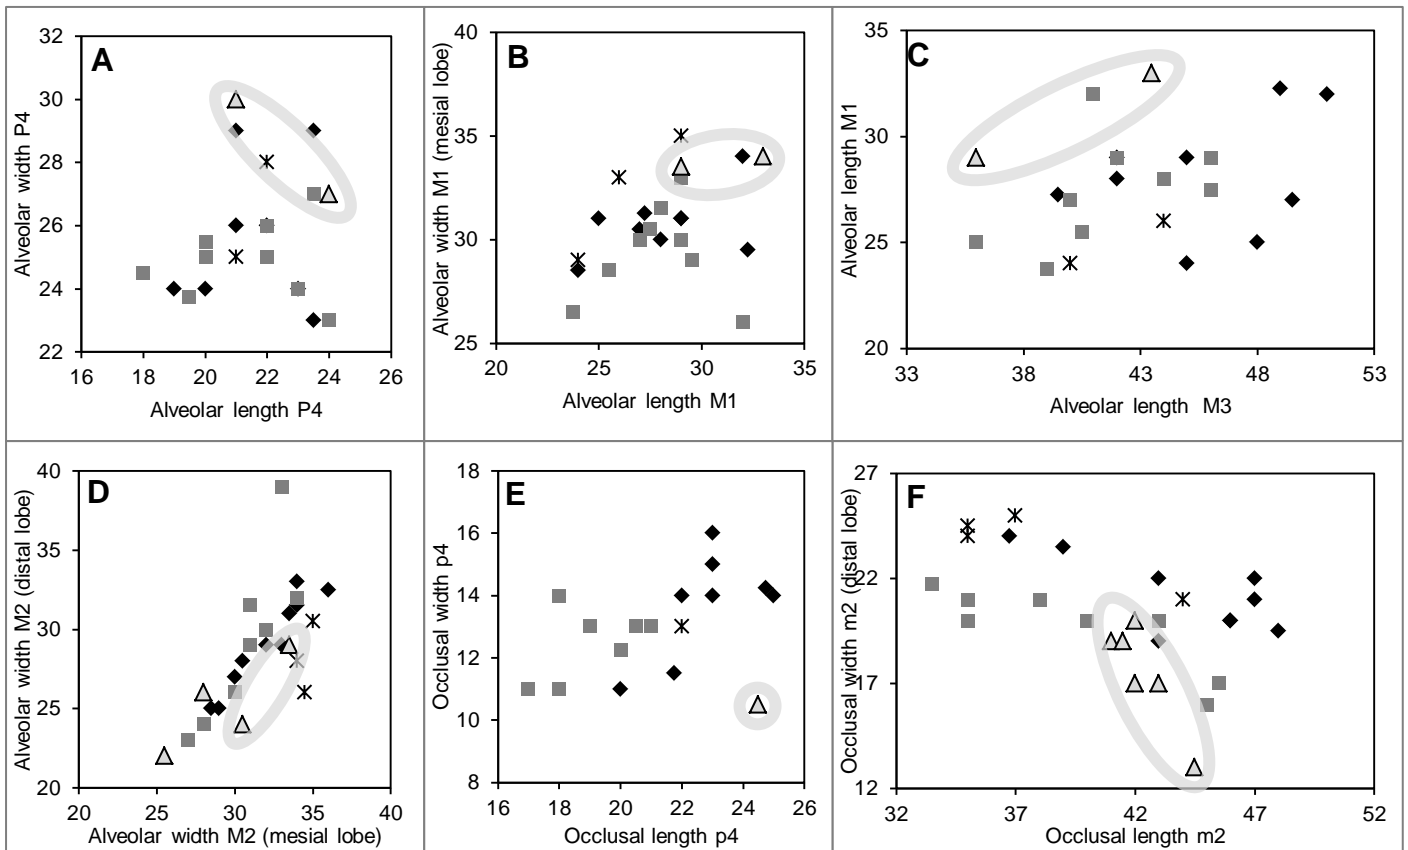 A
32
30
28
26
24
22
16 18 20 22 24 26
Alveolar width P4
Alveolar length P4
B
40
35
30
25
20 25 30 35
Alveolar width M1 (mesial lobe)
Alveolar length M1
C
35
30
25
20
33 38 43 48 53
Alveolar length M1
Alveolar length M3
D
40
35
30
25
20
20 25 30 35 40
Alveolar width M2 (distal lobe)
Alveolar width M2 (mesial lobe)
E
18
16
14
12
10
8
16 18 20 22 24 26
Occlusal width p4
Occlusal length p4
F
27
22
17
12
32 37 42 47 52
Occlusal width m2 (distal lobe)
Occlusal length m2